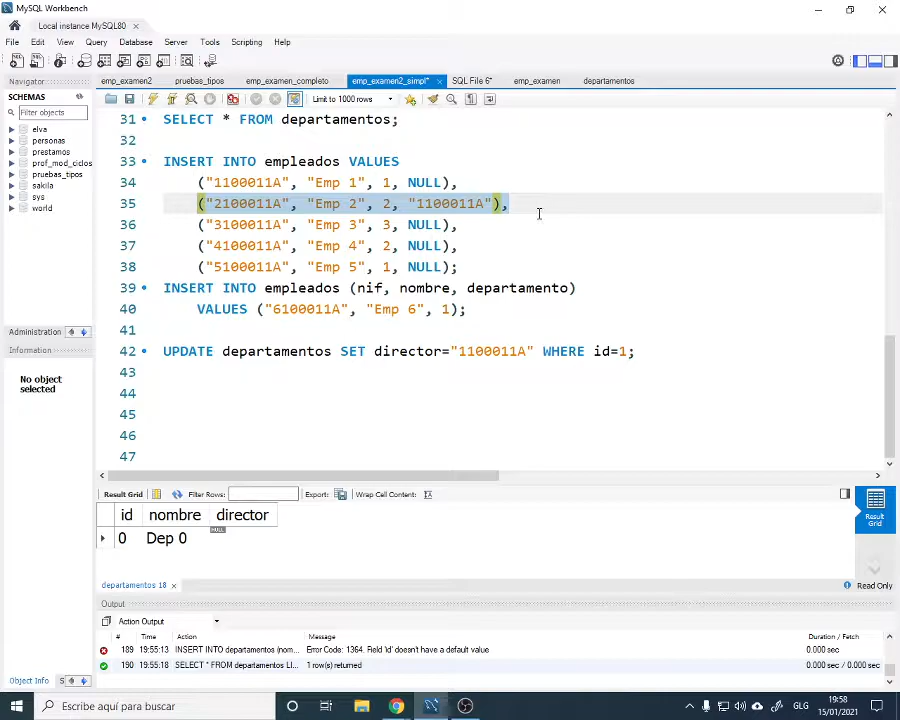 MySQL Workbench
Local instance MySQL80 ×
File Edit View Query Database Server Tools Scripting Help
Navigator
SCHEMAS
Filter objects
elva
personas
prestamos
prof_mod_ciclos
pruebas_tipos
sakila
sys
world
Administration
Information
No object
selected
Object Info S
emp_examen2 pruebas_tipos emp_examen_completo emp_examen2_simpl* × SQL File 6* emp_examen departamentos
Limit to 1000 rows
31 SELECT * FROM departamentos;
32
33 INSERT INTO empleados VALUES
34 ("1100011A", "Emp 1", 1, NULL),
35 ("2100011A", "Emp 2", 2, "1100011A"),
36 ("3100011A", "Emp 3", 3, NULL),
37 ("4100011A", "Emp 4", 2, NULL),
38 ("5100011A", "Emp 5", 1, NULL);
39 INSERT INTO empleados (nif, nombre, departamento)
40 VALUES ("6100011A", "Emp 6", 1);
41
42 UPDATE departamentos SET director="1100011A" WHERE id=1;
43
44
45
46
47
Result Grid Filter Rows: Export: Wrap Cell Content:
id nombre director
0 Dep 0 NULL
Result
Grid
departamentos 18 × Read Only
Output
Action Output
# Time Action Message Duration / Fetch
189 19:55:13 INSERT INTO departamentos (nom... Error Code: 1364. Field 'id' doesn't have a default value 0.000 sec
190 19:55:18 SELECT * FROM departamentos LI... 1 row(s) returned 0.000 sec / 0.000 sec
Escribe aquí para buscar
GLG
19:58
15/01/2021